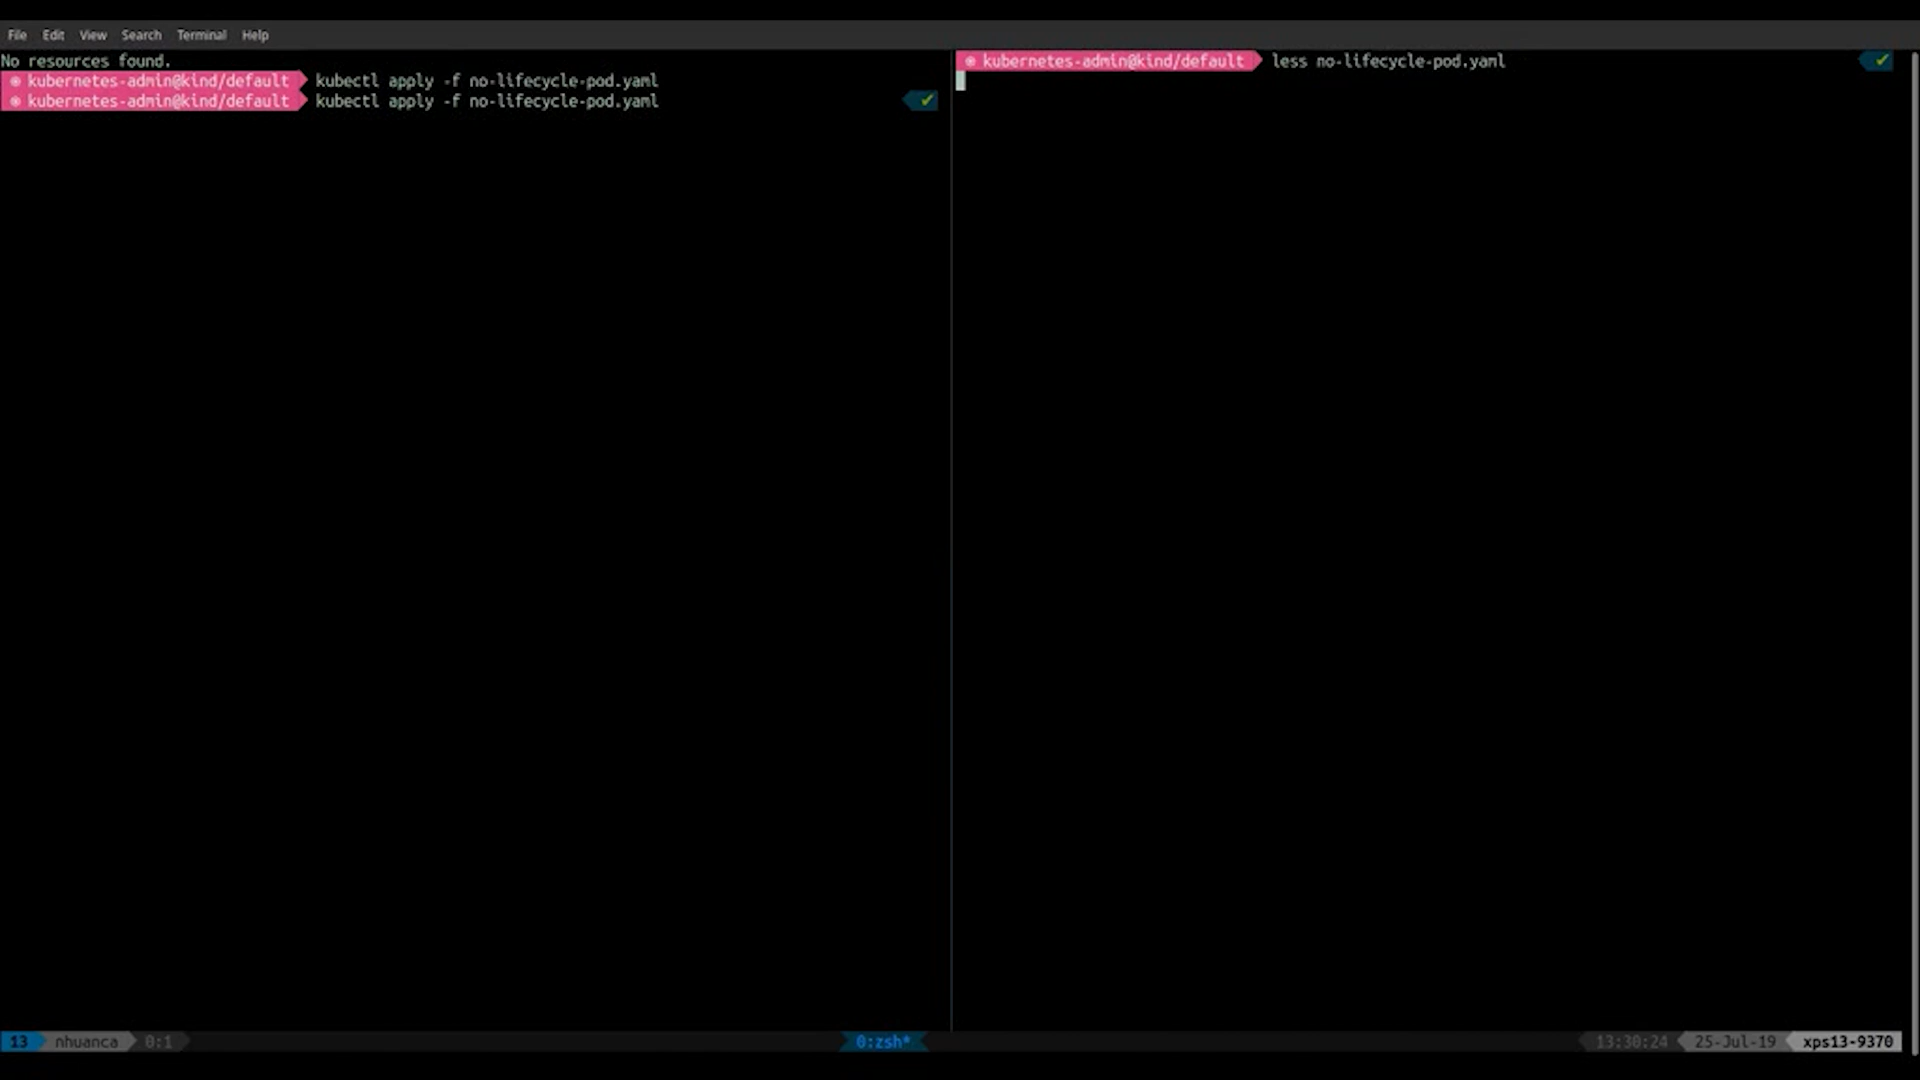 File Edit View Search Terminal Help
No resources found.
kubernetes-admin@kind/default kubectl apply -f no-lifecycle-pod.yaml
kubernetes-admin@kind/default kubectl apply -f no-lifecycle-pod.yaml ✔
kubernetes-admin@kind/default less no-lifecycle-pod.yaml ✔
13 nhuanca 0:1 0:zsh* 13:30:24 25-Jul-19 xps13-9370